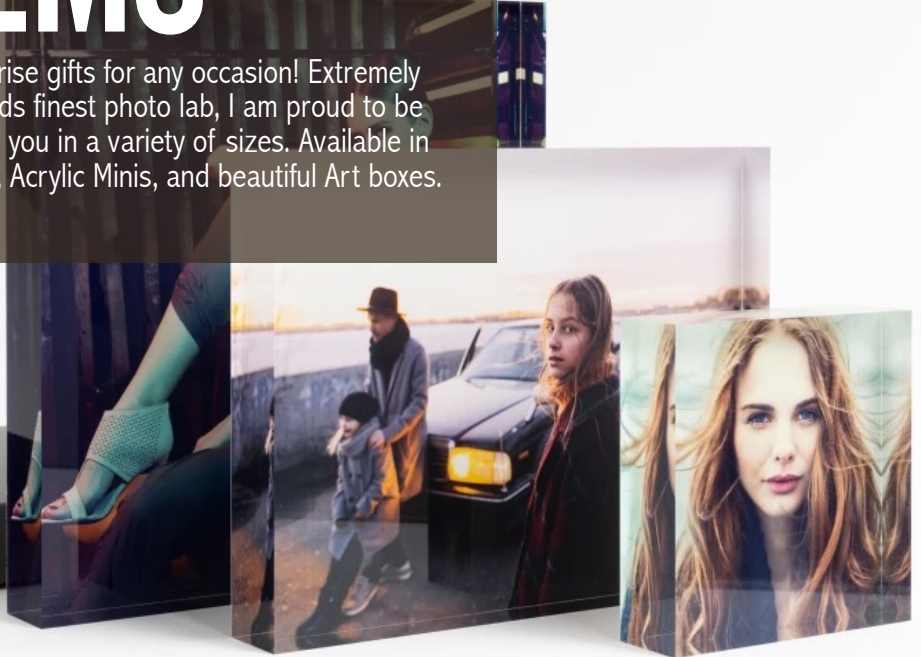 EMS
rise gifts for any occasion! Extremely
ds finest photo lab, I am proud to be
you in a variety of sizes. Available in
, Acrylic Minis, and beautiful Art boxes.